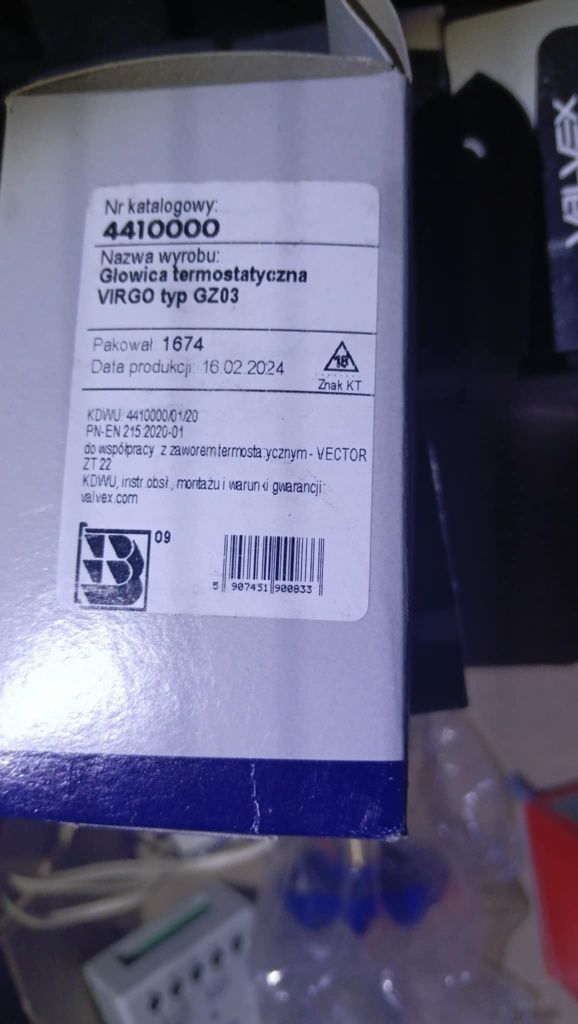 VALVEX
Nr katalogowy:
4410000
Nazwa wyrobu:
Głowica termostatyczna
VIRGO typ GZ03
Pakował: 1674
Data produkcji: 16.02.2024
Znak KT
KDWU: 4410000/01/20
PN-EN 215:2020-01
do współpracy z zaworem termostatycznym - VECTOR
ZT 22
KDWU, instr.obsł., montażu i warunki gwarancji:
valvex.com
B 09
5 907451 900833